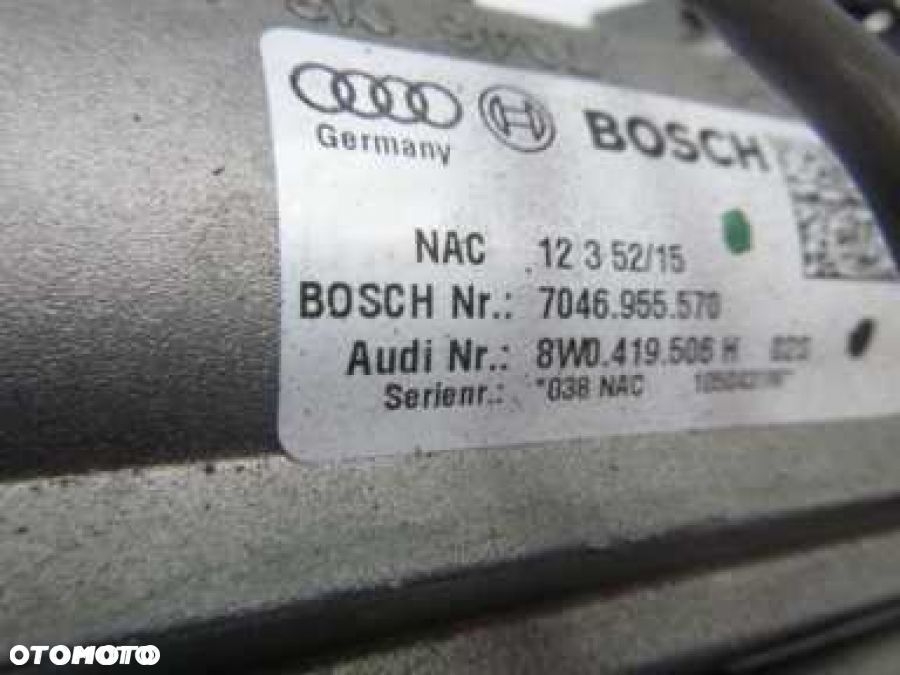 Germany
BOSCH
NAC 12 3 52/15
BOSCH Nr.: 7046.955.570
Audi Nr.: 8W0.419.506 H
Serienr.: *038 NAC
OTOMOTO